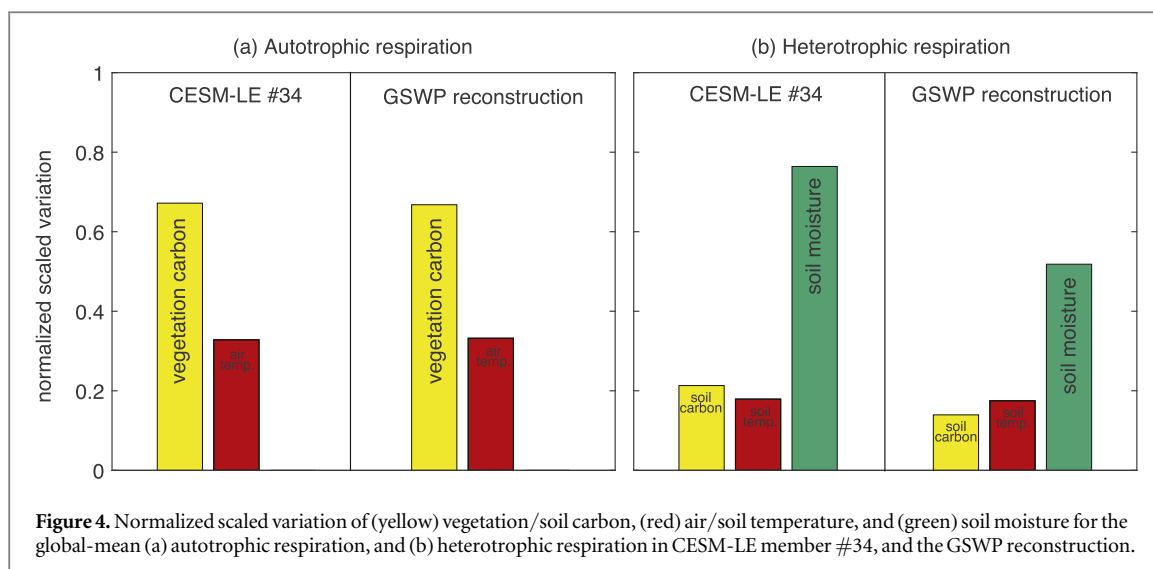 (a) Autotrophic respiration
(b) Heterotrophic respiration
normalized scaled variation
1
0.8
0.6
0.4
0.2
0
CESM-LE #34
GSWP reconstruction
vegetation carbon
air
temp.
vegetation carbon
air
temp.
CESM-LE #34
GSWP reconstruction
soil
carbon
soil
temp.
soil moisture
soil
carbon
soil
temp.
soil moisture
Figure 4. Normalized scaled variation of (yellow) vegetation/soil carbon, (red) air/soil temperature, and (green) soil moisture for the
global-mean (a) autotrophic respiration, and (b) heterotrophic respiration in CESM-LE member #34, and the GSWP reconstruction.